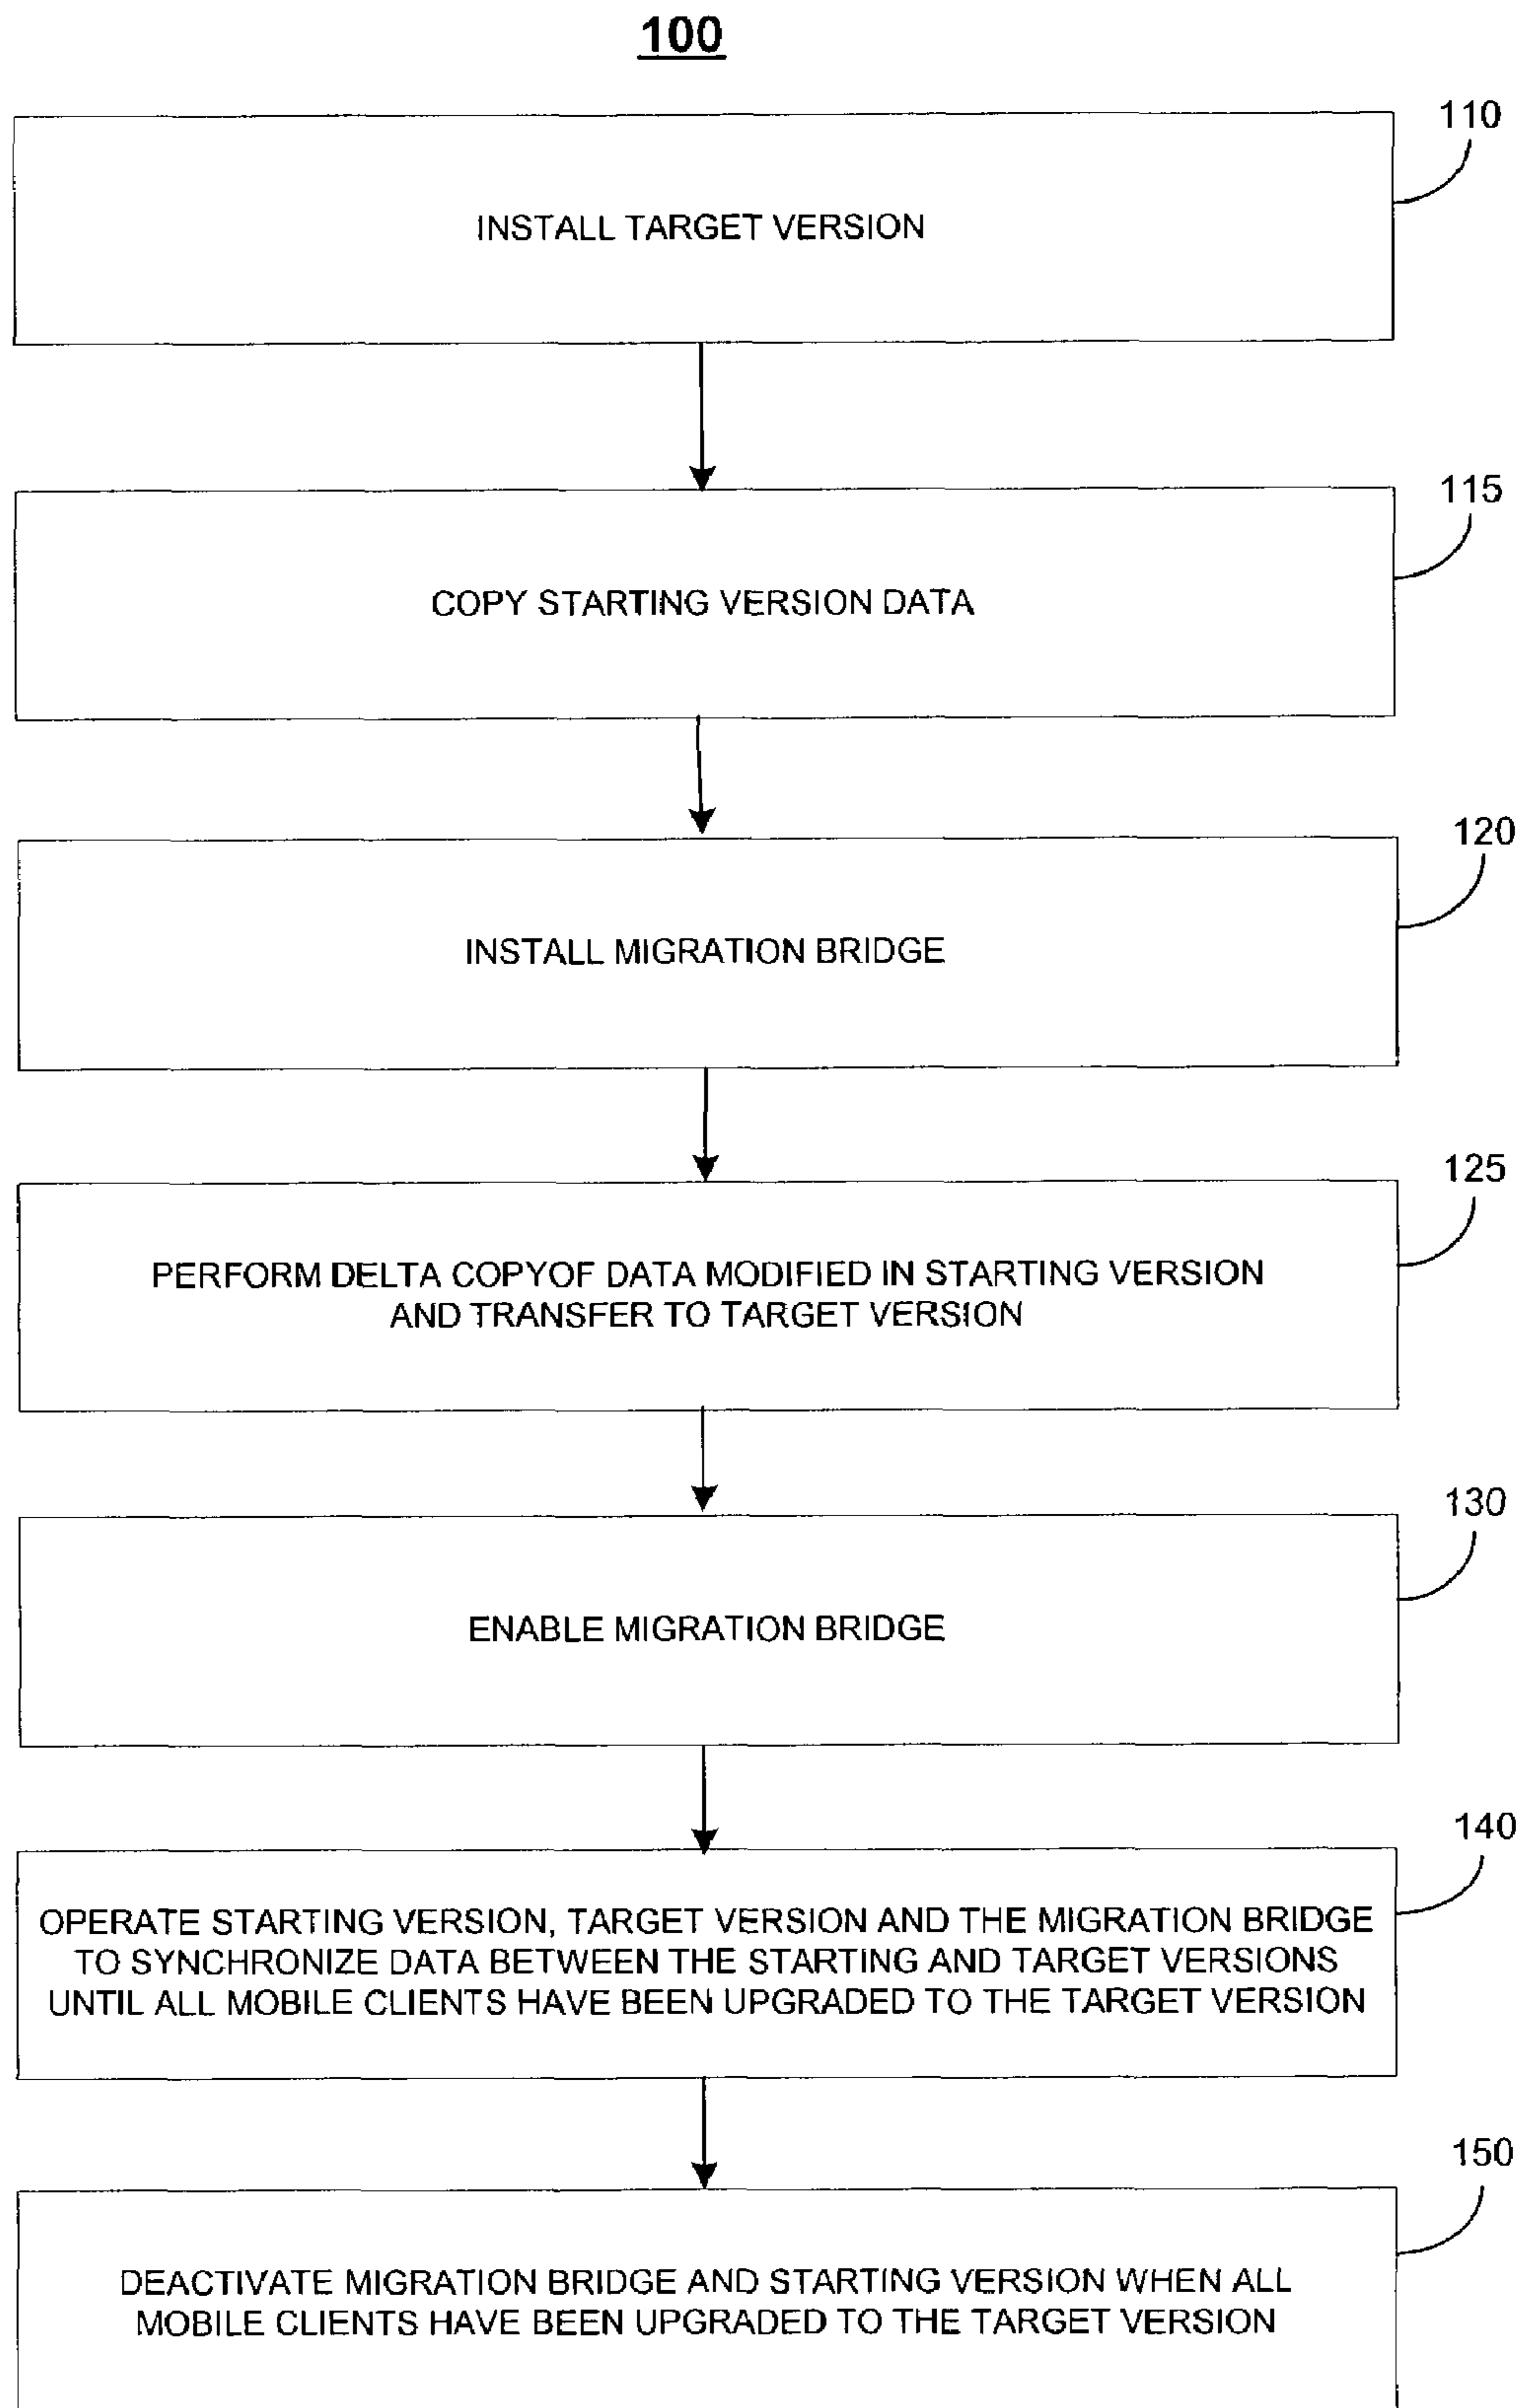 100
110
INSTALL TARGET VERSION
115
COPY STARTING VERSION DATA
120
INSTALL MIGRATION BRIDGE
125
PERFORM DELTA COPYOF DATA MODIFIED IN STARTING VERSION
AND TRANSFER TO TARGET VERSION
130
ENABLE MIGRATION BRIDGE
140
OPERATE STARTING VERSION, TARGET VERSION AND THE MIGRATION BRIDGE
TO SYNCHRONIZE DATA BETWEEN THE STARTING AND TARGET VERSIONS
UNTIL ALL MOBILE CLIENTS HAVE BEEN UPGRADED TO THE TARGET VERSION
150
DEACTIVATE MIGRATION BRIDGE AND STARTING VERSION WHEN ALL
MOBILE CLIENTS HAVE BEEN UPGRADED TO THE TARGET VERSION